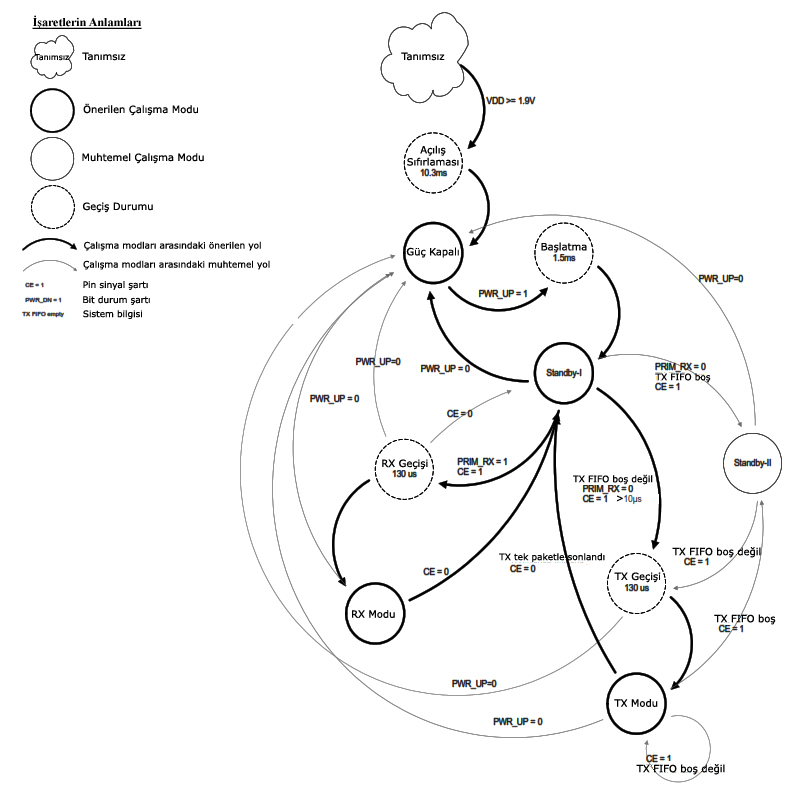 İşaretlerin Anlamları
Tanımsız
Tanımsız
Önerilen Çalışma Modu
Muhtemel Çalışma Modu
Geçiş Durumu
Çalışma modları arasındaki önerilen yol
Çalışma modları arasındaki muhtemel yol
CE = 1
Pin sinyal şartı
PWR_DN = 1
Bit durum şartı
TX FIFO empty
Sistem bilgisi
Tanımsız
VDD >= 1.9V
Açılış
Sıfırlaması
10.3ms
Güç Kapalı
Başlatma
1.5ms
PWR_UP=0
PWR_UP = 1
PWR_UP=0
PWR_UP = 0
Standby-I
PRIM_RX = 0
TX FIFO boş
CE = 1
PWR_UP = 0
CE = 0
RX Geçişi
130 us
PRIM_RX = 1
CE = 1
Standby-II
TX FIFO boş değil
PRIM_RX = 0
CE = 1 >10µs
TX tek paketle sonlandı
CE = 0
CE = 0
TX FIFO boş değil
CE = 1
TX Geçişi
130 us
RX Modu
TX FIFO boş
CE = 1
PWR_UP=0
TX Modu
PWR_UP = 0
CE = 1
TX FIFO boş değil